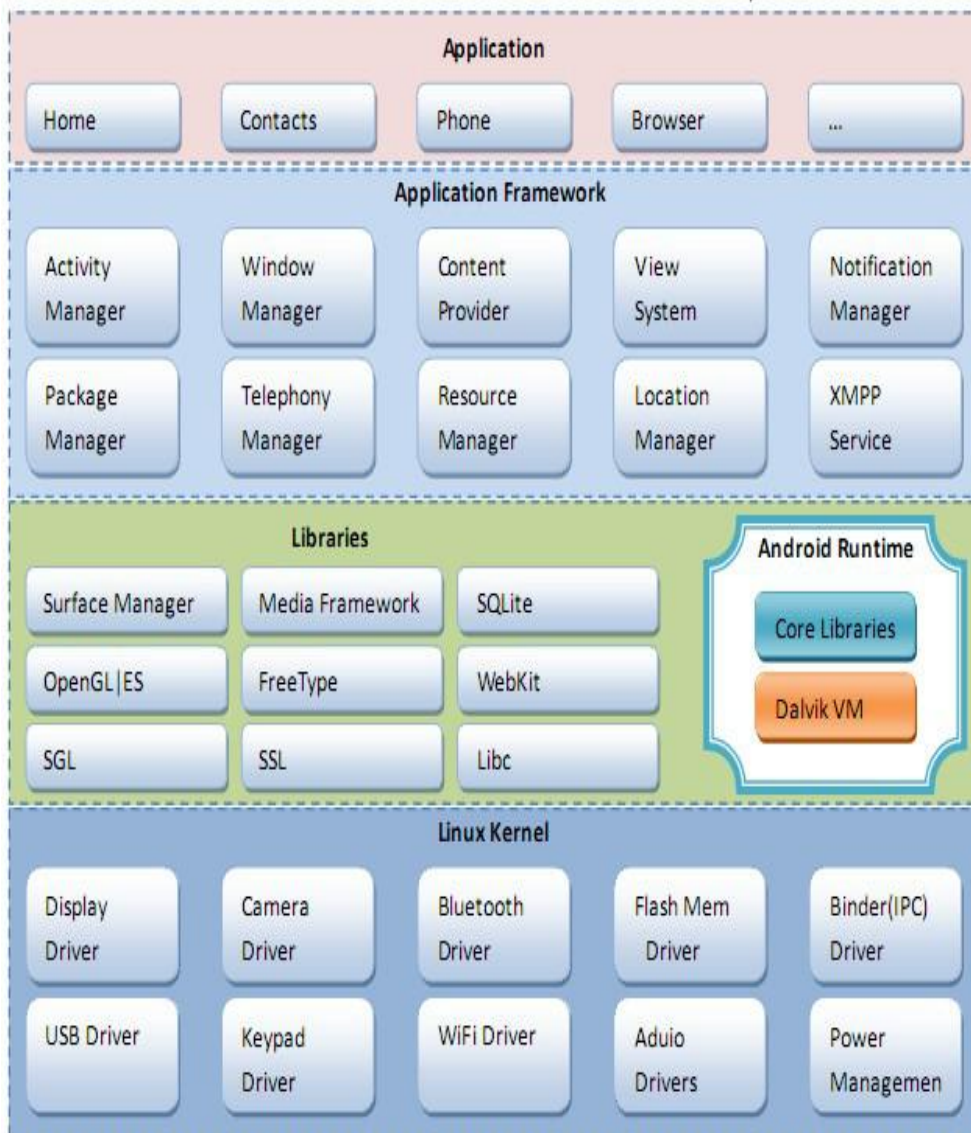 Application
Home
Contacts
Phone
Browser
...
Application Framework
Activity
Manager
Window
Manager
Content
Provider
View
System
Notification
Manager
Package
Manager
Telephony
Manager
Resource
Manager
Location
Manager
XMPP
Service
Libraries
Surface Manager
Media Framework
SQLite
OpenGL|ES
FreeType
WebKit
SGL
SSL
Libc
Android Runtime
Core Libraries
Dalvik VM
Linux Kernel
Display
Driver
Camera
Driver
Bluetooth
Driver
Flash Mem
Driver
Binder(IPC)
Driver
USB Driver
Keypad
Driver
WiFi Driver
Aduio
Drivers
Power
Managemen